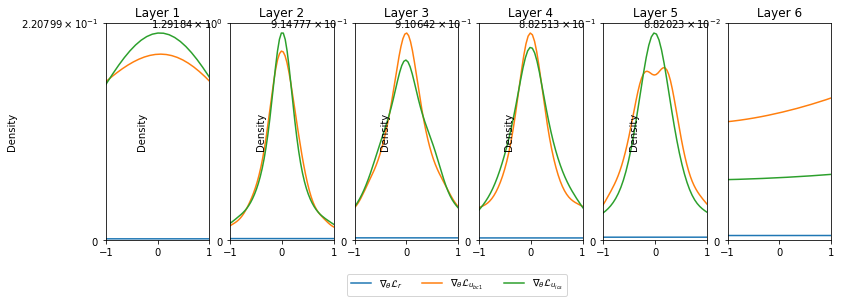 Layer 1
Layer 2
Layer 3
Layer 4
Layer 5
Layer 6
2.20799 × 10⁻¹
1.29184 × 10⁰
9.14777 × 10⁻¹
9.10642 × 10⁻¹
8.82513 × 10⁻¹
8.82023 × 10⁻²
Density
Density
Density
Density
Density
Density
0
0
0
0
0
0
−1 0 1
−1 0 1
−1 0 1
−1 0 1
−1 0 1
−1 0 1
∇θℒr
∇θℒu_bc1
∇θℒu_ics